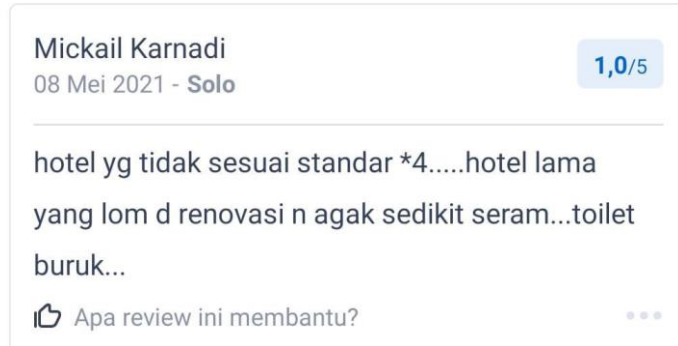 Mickail Karnadi
1,0/5
08 Mei 2021 - Solo
hotel yg tidak sesuai standar *4.....hotel lama
yang lom d renovasi n agak sedikit seram...toilet
buruk...
Apa review ini membantu?